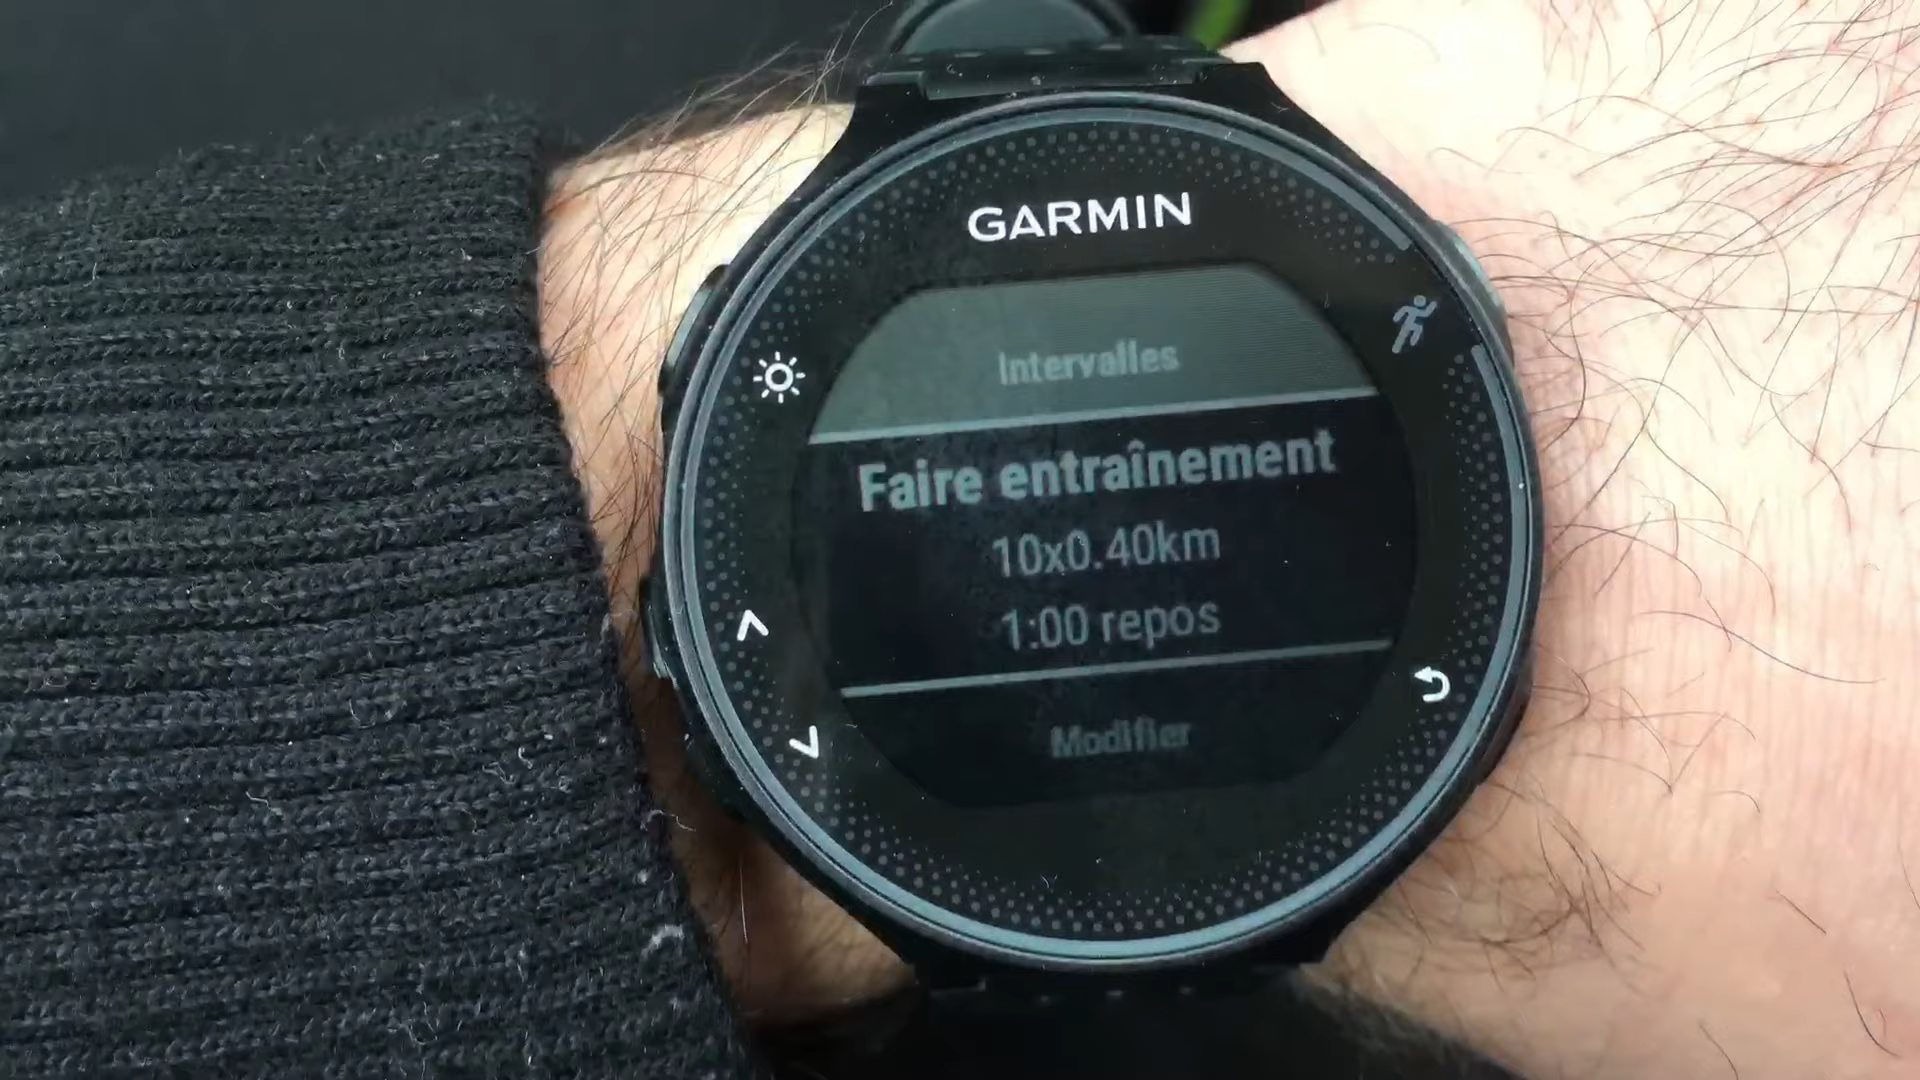 GARMIN
Intervalles
Faire entraînement
10x0.40km
1:00 repos
Modifier